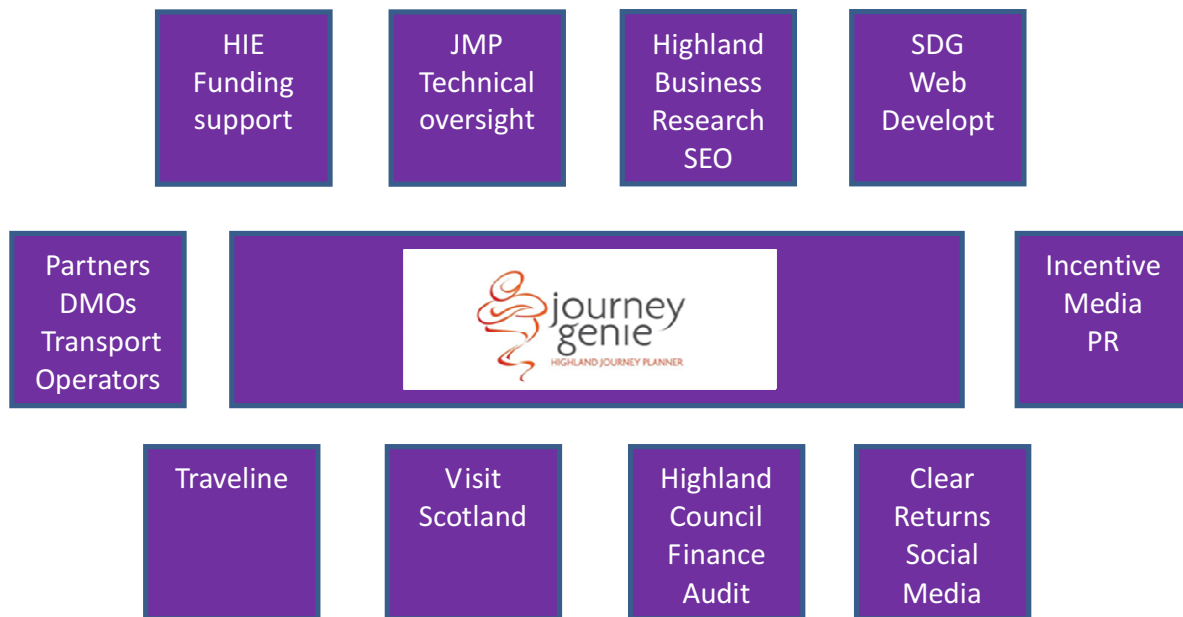 HIE
Funding
support
JMP
Technical
oversight
Highland
Business
Research
SEO
SDG
Web
Developt
Partners
DMOs
Transport
Operators
journey
genie
HIGHLAND JOURNEY PLANNER
Incentive
Media
PR
Traveline
Visit
Scotland
Highland
Council
Finance
Audit
Clear
Returns
Social
Media